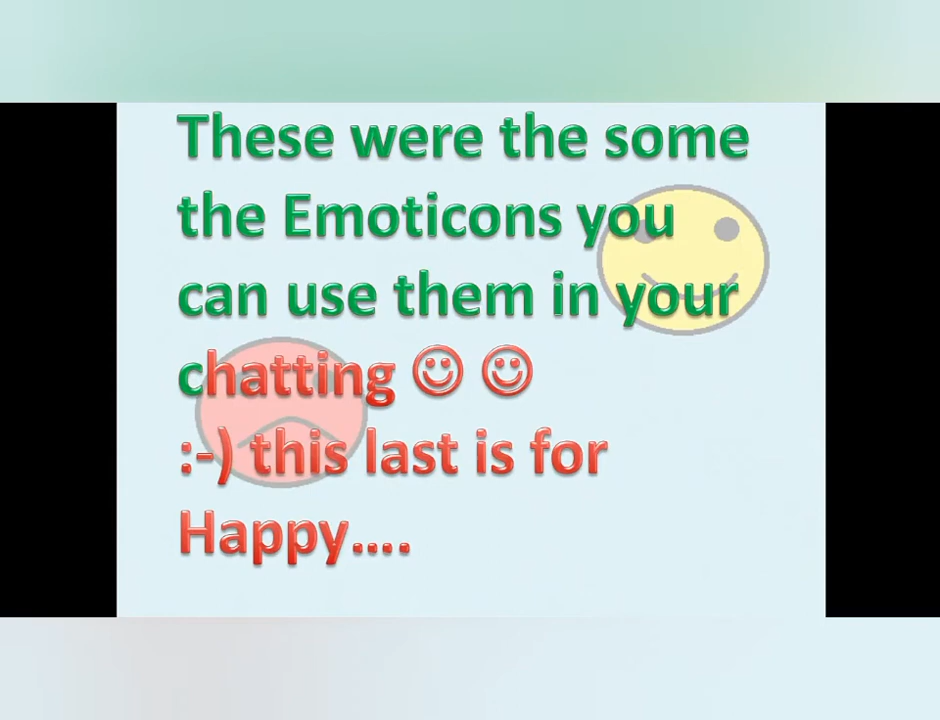 These were the some
the Emoticons you
can use them in your
chatting ☺ ☺
:-) this last is for
Happy....